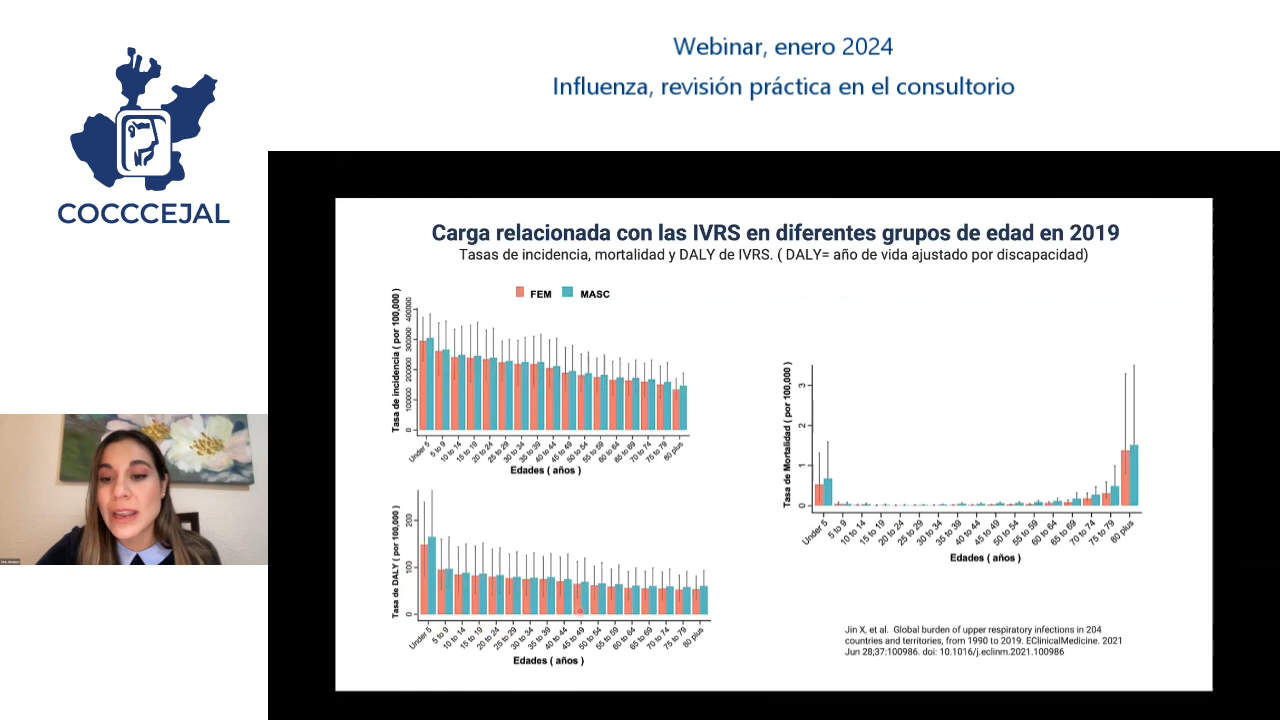 Webinar, enero 2024
Influenza, revisión práctica en el consultorio
COCCCEJAL
Carga relacionada con las IVRS en diferentes grupos de edad en 2019
Tasas de incidencia, mortalidad y DALY de IVRS. ( DALY= año de vida ajustado por discapacidad)
FEM MASC
Tasa de incidencia ( por 100,000 )
400000
300000
200000
100000
0
Under 5
5 to 9
10 to 14
15 to 19
20 to 24
25 to 29
30 to 34
35 to 39
40 to 44
45 to 49
50 to 54
55 to 59
60 to 64
65 to 69
70 to 74
75 to 79
80 plus
Edades ( años )
Tasa de DALY ( por 100,000 )
200
100
0
Under 5
5 to 9
10 to 14
15 to 19
20 to 24
25 to 29
30 to 34
35 to 39
40 to 44
45 to 49
50 to 54
55 to 59
60 to 64
65 to 69
70 to 74
75 to 79
80 plus
Edades ( años )
Tasa de Mortalidad ( por 100,000 )
3
2
1
0
Under 5
5 to 9
10 to 14
15 to 19
20 to 24
25 to 29
30 to 34
35 to 39
40 to 44
45 to 49
50 to 54
55 to 59
60 to 64
65 to 69
70 to 74
75 to 79
80 plus
Edades ( años )
Jin X, et al. Global burden of upper respiratory infections in 204
countries and territories, from 1990 to 2019. EClinicalMedicine. 2021
Jun 28;37:100986. doi: 10.1016/j.eclinm.2021.100986